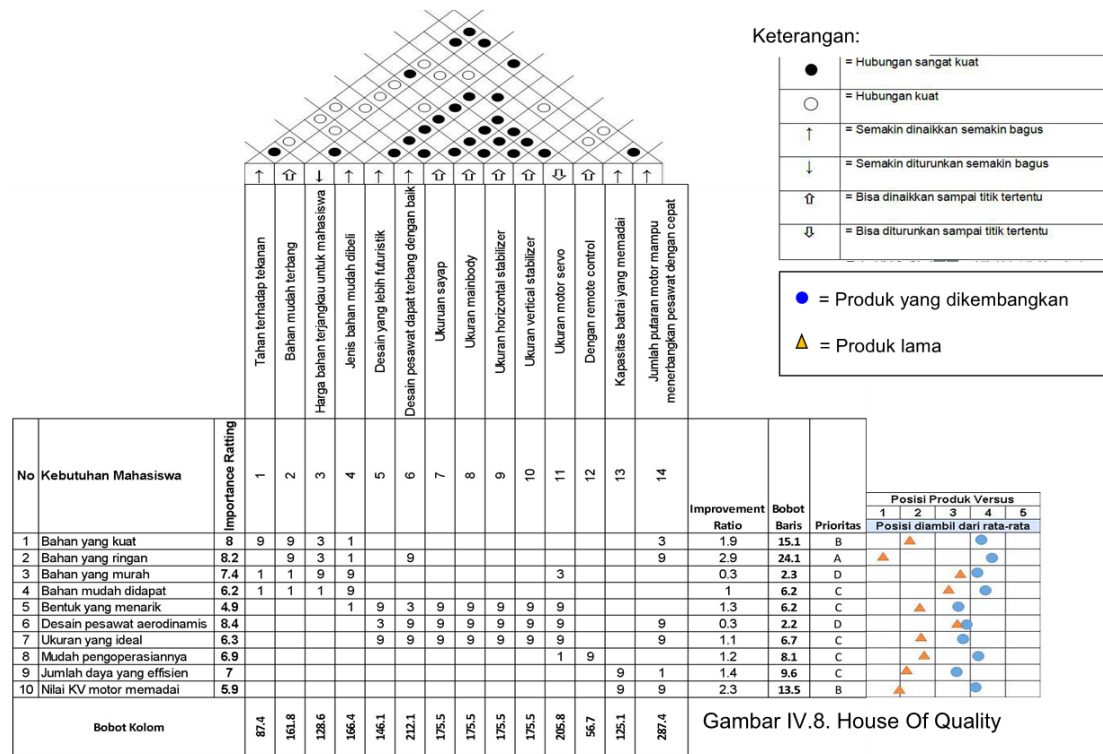 Keterangan:
= Hubungan sangat kuat
= Hubungan kuat
↑ = Semakin dinaikkan semakin bagus
↓ = Semakin diturunkan semakin bagus
⇧ = Bisa dinaikkan sampai titik tertentu
⇩ = Bisa diturunkan sampai titik tertentu
= Produk yang dikembangkan
= Produk lama
Tahan terhadap tekanan
Bahan mudah terbang
Harga bahan terjangkau untuk mahasiswa
Jenis bahan mudah dibeli
Desain yang lebih futuristik
Desain pesawat dapat terbang dengan baik
Ukuruan sayap
Ukuran mainbody
Ukuran horizontal stabilizer
Ukuran vertical stabilizer
Ukuran motor servo
Dengan remote control
Kapasitas batrai yang memadai
Jumlah putaran motor mampu
menerbangkan pesawat dengan cepat
No Kebutuhan Mahasiswa Importance Ratting 1 2 3 4 5 6 7 8 9 10 11 12 13 14 Improvement Ratio Bobot Baris Prioritas
Posisi Produk Versus
1 2 3 4 5
Posisi diambil dari rata-rata
1 Bahan yang kuat 8 9 9 3 1 3 1.9 15.1 B
2 Bahan yang ringan 8.2 9 3 1 9 9 2.9 24.1 A
3 Bahan yang murah 7.4 1 1 9 9 3 0.3 2.3 D
4 Bahan mudah didapat 6.2 1 1 1 9 1 6.2 C
5 Bentuk yang menarik 4.9 1 9 3 9 9 9 9 9 1.3 6.2 C
6 Desain pesawat aerodinamis 8.4 3 9 9 9 9 9 9 9 0.3 2.2 D
7 Ukuran yang ideal 6.3 9 9 9 9 9 9 9 9 1.1 6.7 C
8 Mudah pengoperasiannya 6.9 1 9 1.2 8.1 C
9 Jumlah daya yang effisien 7 9 1 1.4 9.6 C
10 Nilai KV motor memadai 5.9 9 9 2.3 13.5 B
Bobot Kolom 87.4 161.8 128.6 166.4 146.1 212.1 175.5 175.5 175.5 175.5 205.8 56.7 125.1 287.4
Gambar IV.8. House Of Quality